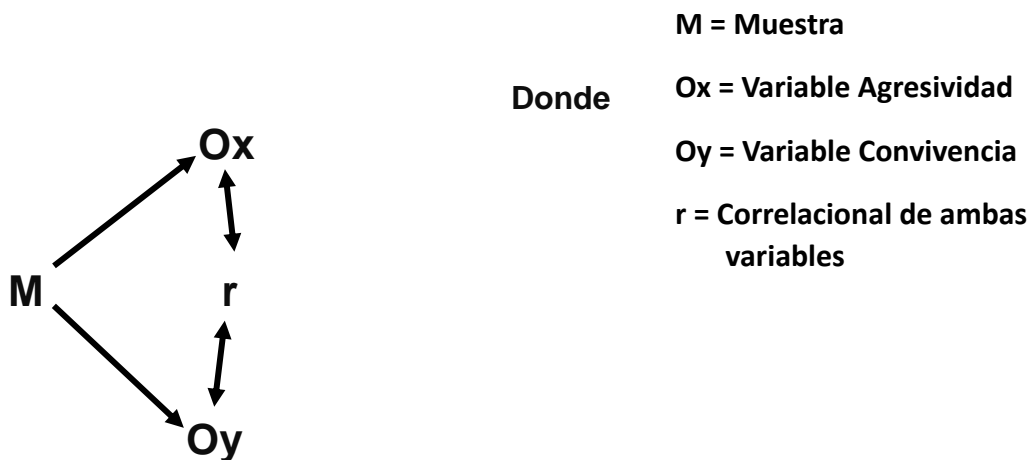 M = Muestra
Donde
Ox = Variable Agresividad
Ox
Oy = Variable Convivencia
r = Correlacional de ambas
variables
M
r
Oy